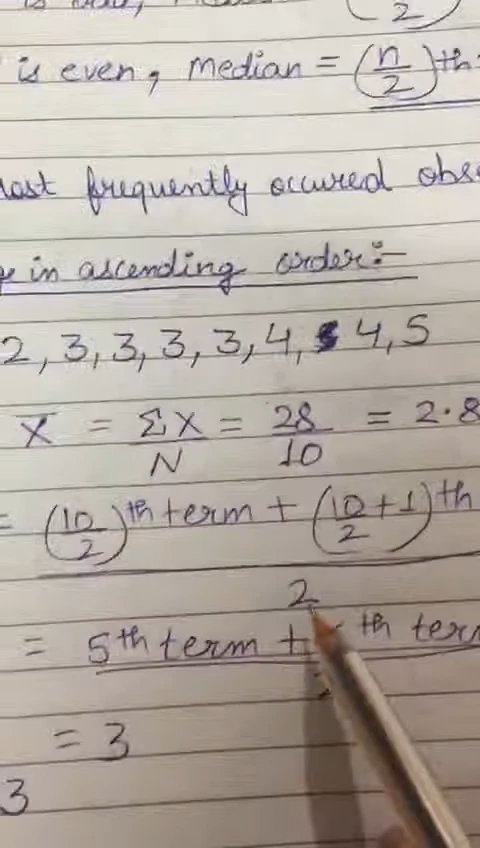 is even, Median = (n/2)th
frequently occured obs
in ascending order:-
2, 3, 3, 3, 3, 4, 4, 5
X̅ = ΣX/N = 28/10 = 2.8
= (10/2)th term + (10/2 + 1)th
2
= 5th term + th term
= 3
3